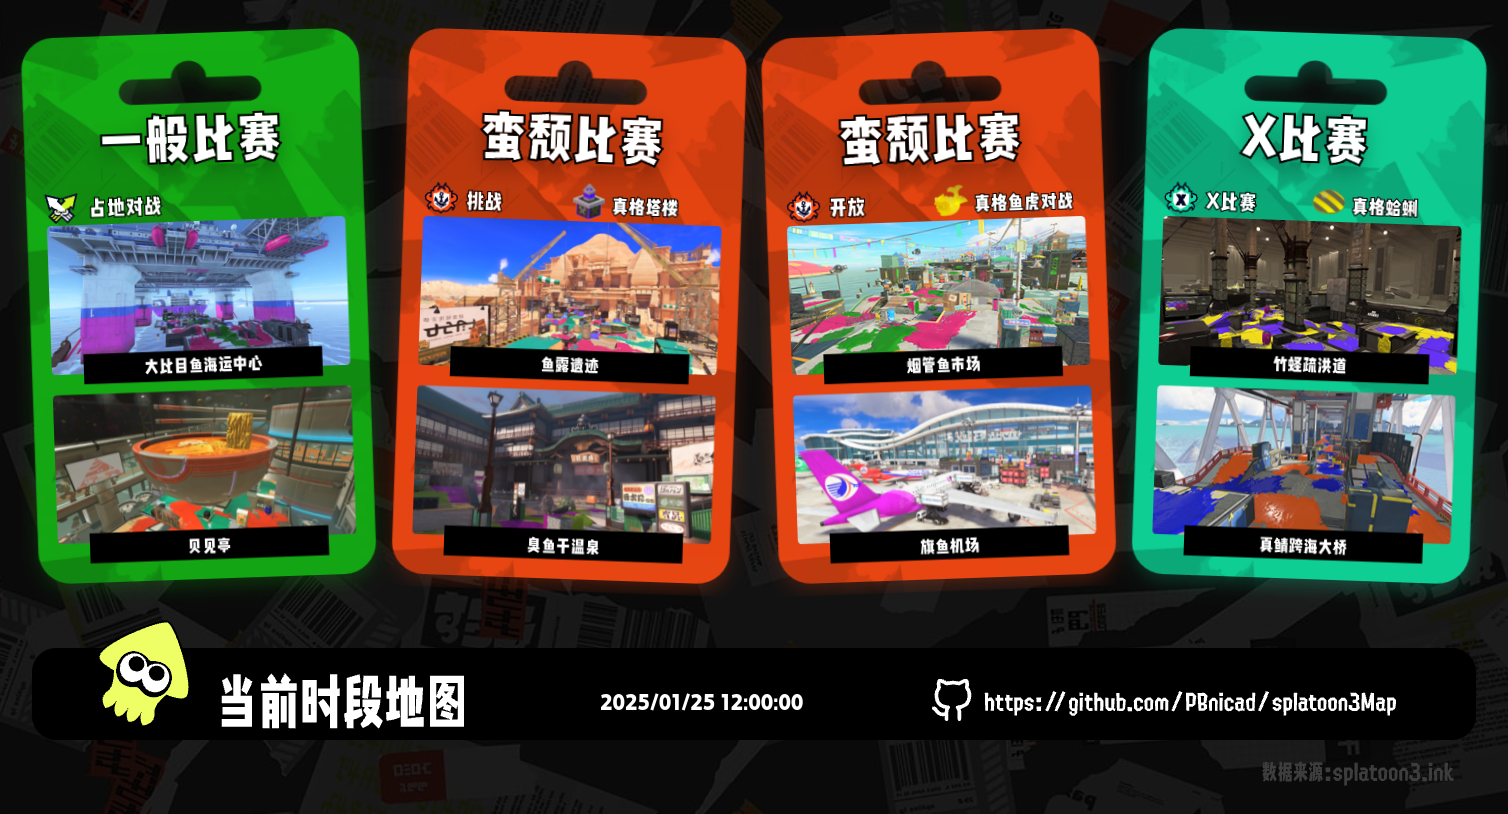 一般比赛
占地对战
大比目鱼海运中心
贝见亭
蛮颓比赛
挑战
真格塔楼
鱼露遗迹
臭鱼干温泉
蛮颓比赛
开放
真格鱼虎对战
烟管鱼市场
旗鱼机场
X比赛
X比赛
真格蛤蜊
竹蛏疏洪道
真鲭跨海大桥
当前时段地图
2025/01/25 12:00:00
https://github.com/PBnicad/splatoon3Map
数据来源:splatoon3.ink